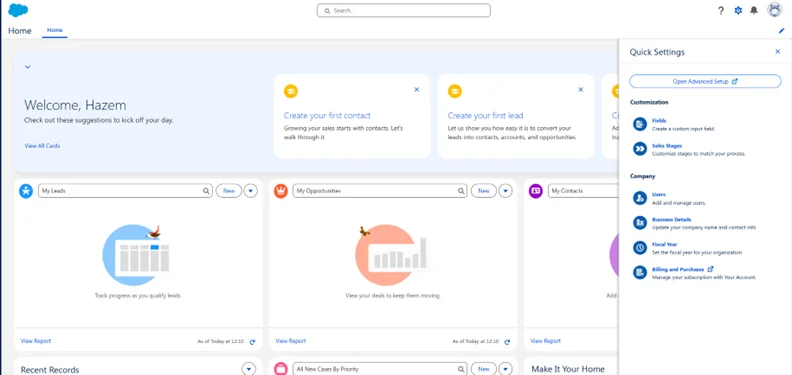 Search...
Home
Home
Welcome, Hazem
Check out these suggestions to kick off your day.
View All Cards
Create your first contact
Growing your sales starts with contacts. Let's
walk through it.
Create your first lead
Let us show you how easy it is to convert your
leads into contacts, accounts, and opportunities.
My Leads
New
Track progress as you qualify leads
View Report
As of Today at 12:10
My Opportunities
New
View your deals to keep them moving.
View Report
As of Today at 12:10
My Contacts
View Report
Recent Records
All New Cases By Priority
New
Make It Your Home
Quick Settings
Open Advanced Setup
Customization
Fields
Create a custom input field.
Sales Stages
Customize stages to match your process.
Company
Users
Add and manage users.
Business Details
Update your company name and contact info
Fiscal Year
Set the fiscal year for your organization.
Billing and Purchases
Manage your subscription with Your Account.